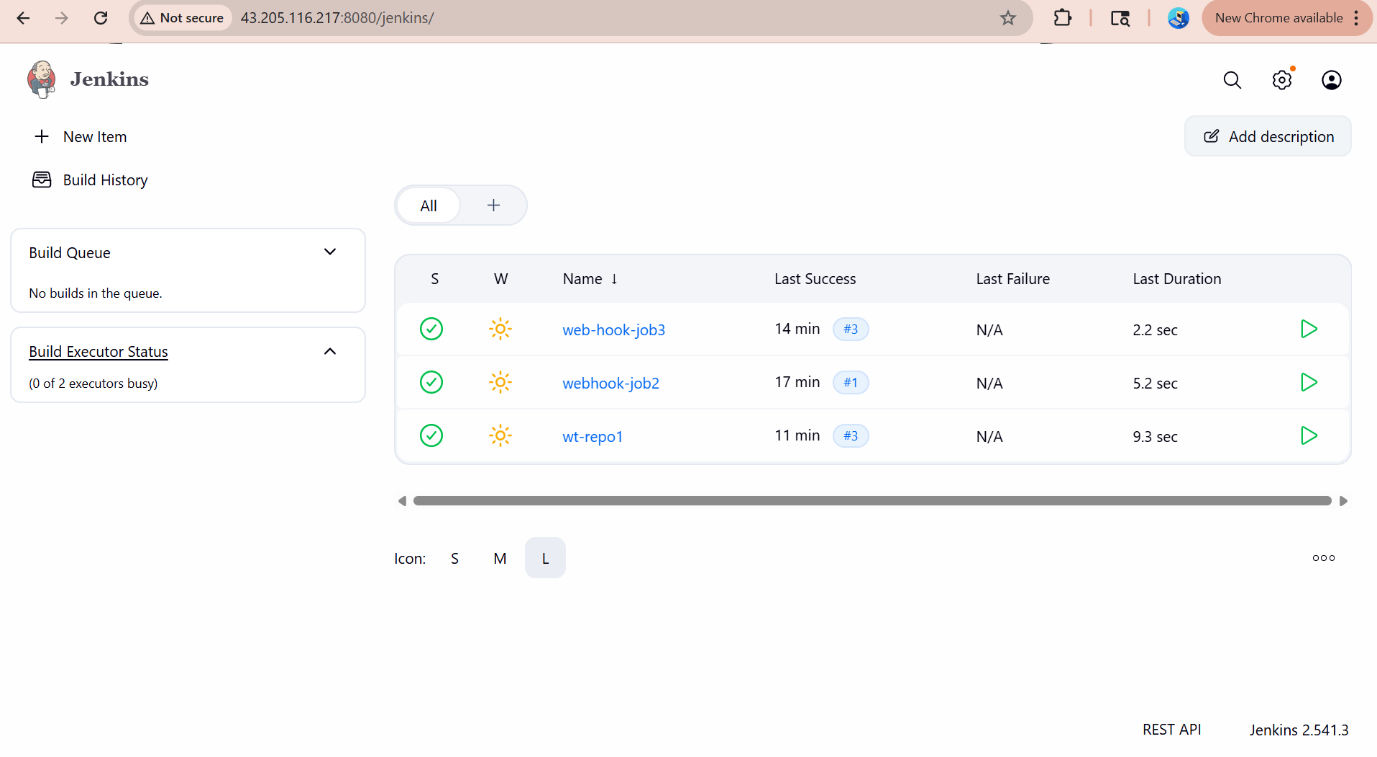 Not secure 43.205.116.217:8080/jenkins/ New Chrome available
Jenkins
New Item
Add description
Build History
All
Build Queue
No builds in the queue.
Build Executor Status
(0 of 2 executors busy)
S W Name ↓ Last Success Last Failure Last Duration
web-hook-job3 14 min #3 N/A 2.2 sec
webhook-job2 17 min #1 N/A 5.2 sec
wt-repo1 11 min #3 N/A 9.3 sec
Icon: S M L
REST API Jenkins 2.541.3